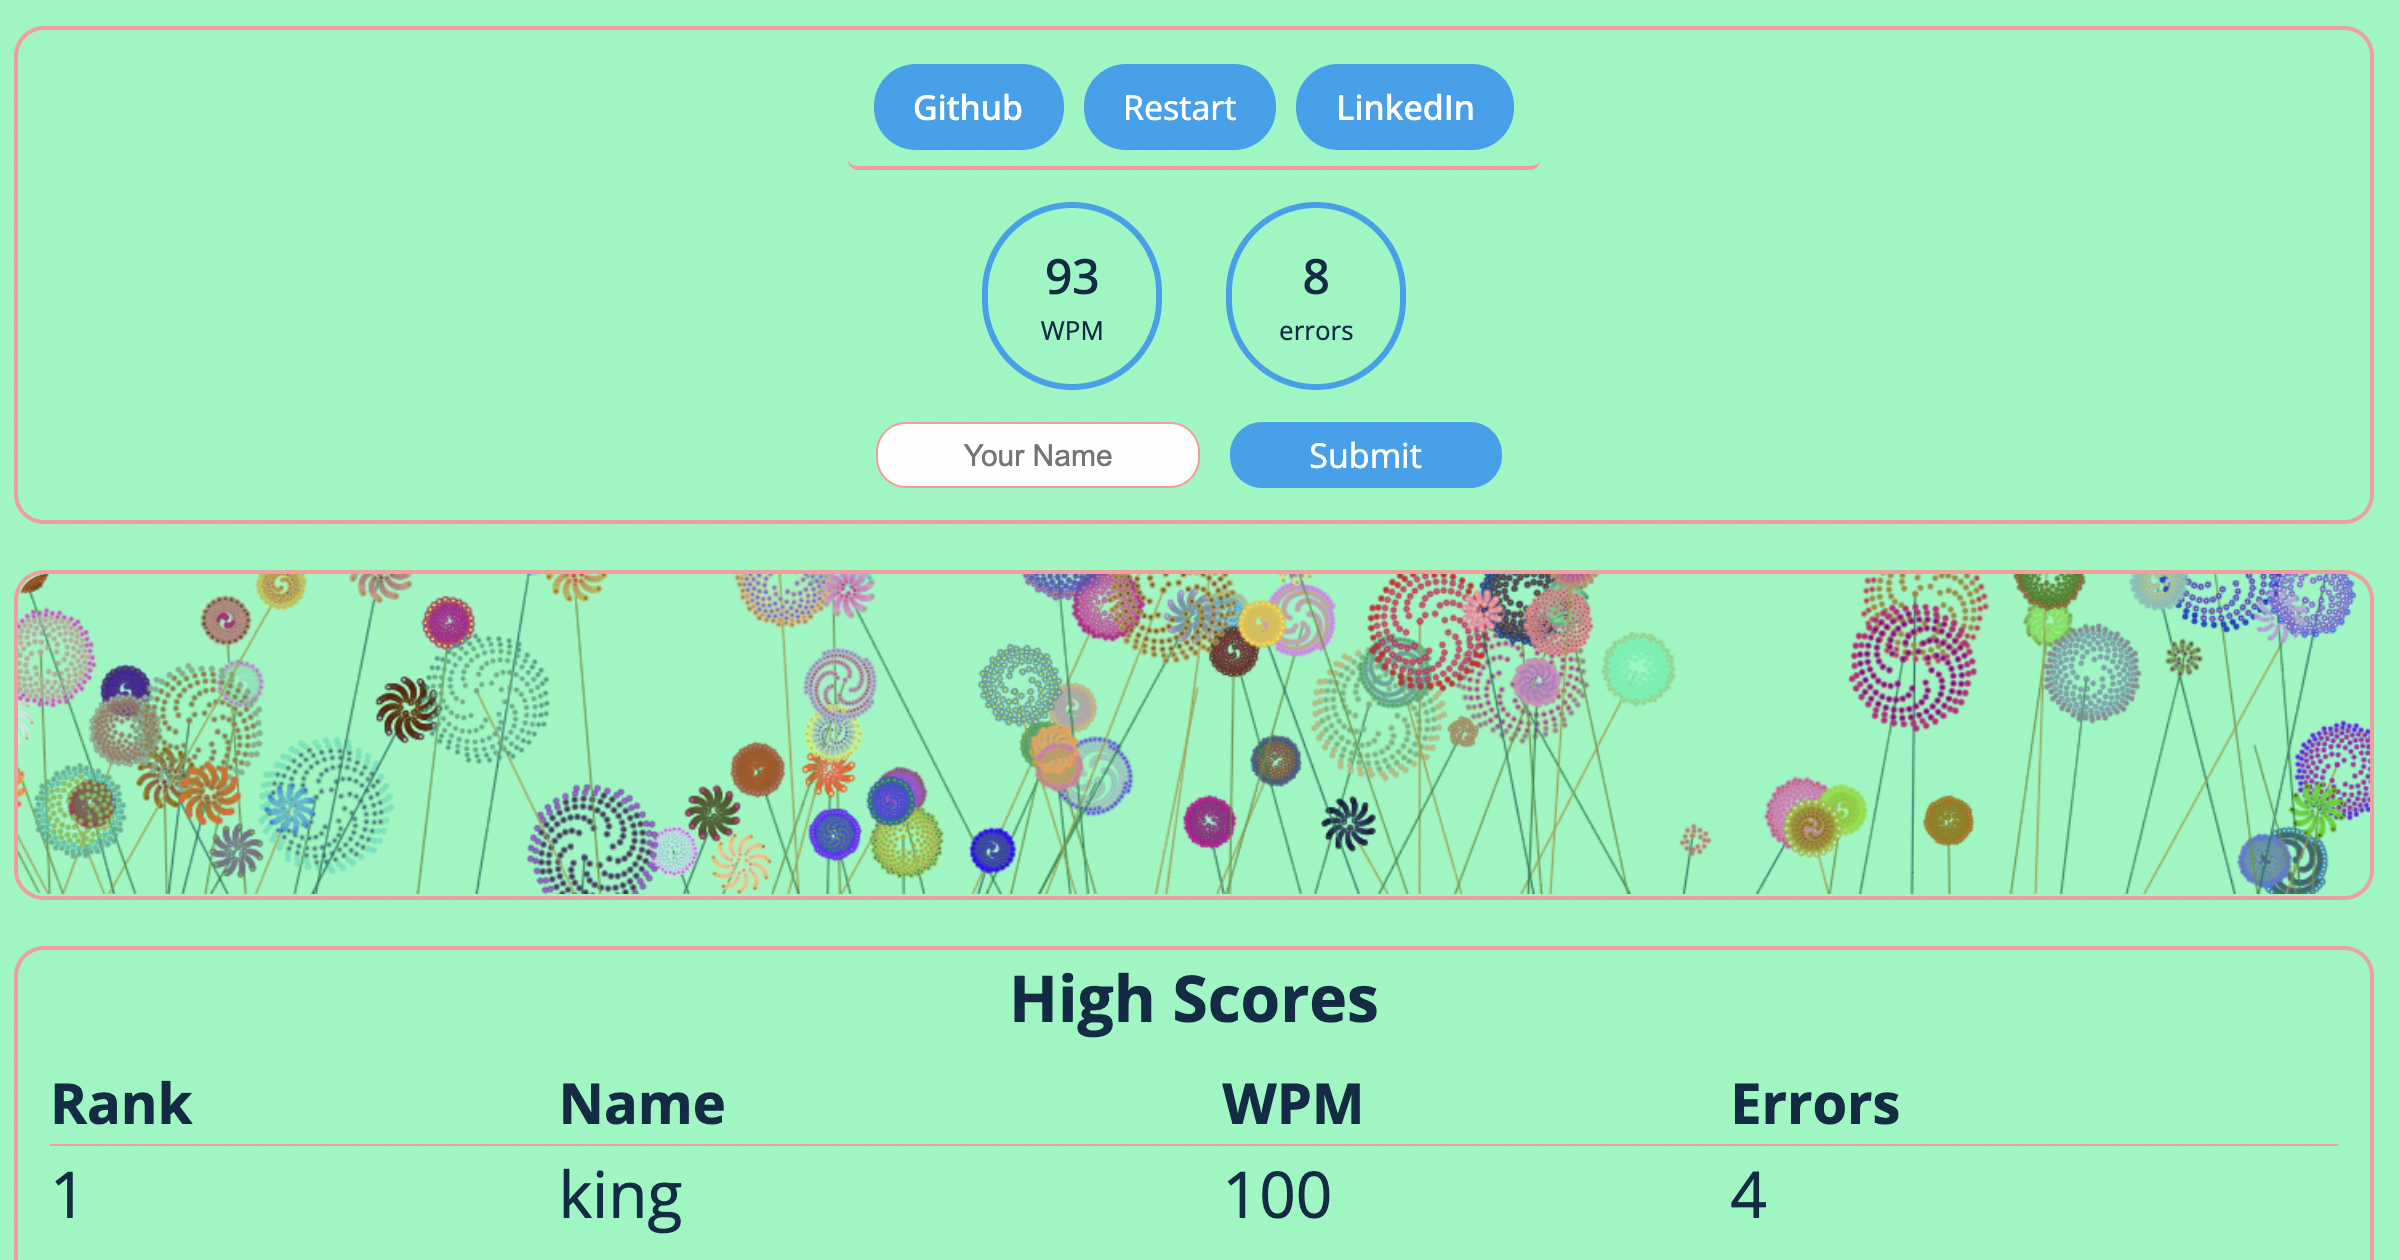 Github Restart LinkedIn
93 8
WPM errors
Your Name Submit
High Scores
Rank Name WPM Errors
1 king 100 4